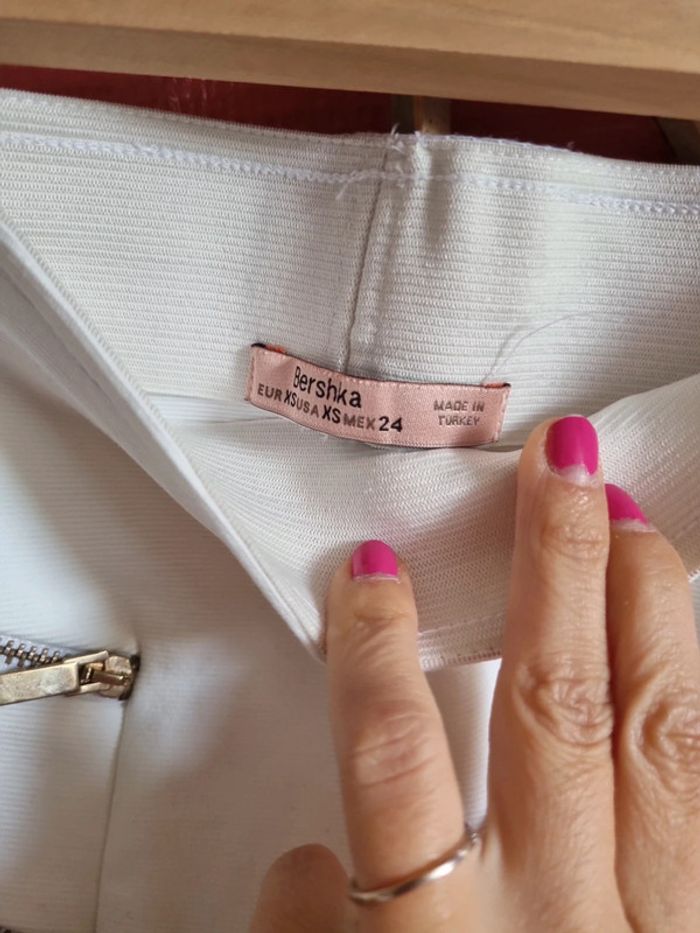 Bershka
EUR XS USA XS MEX 24
MADE IN
TURKEY